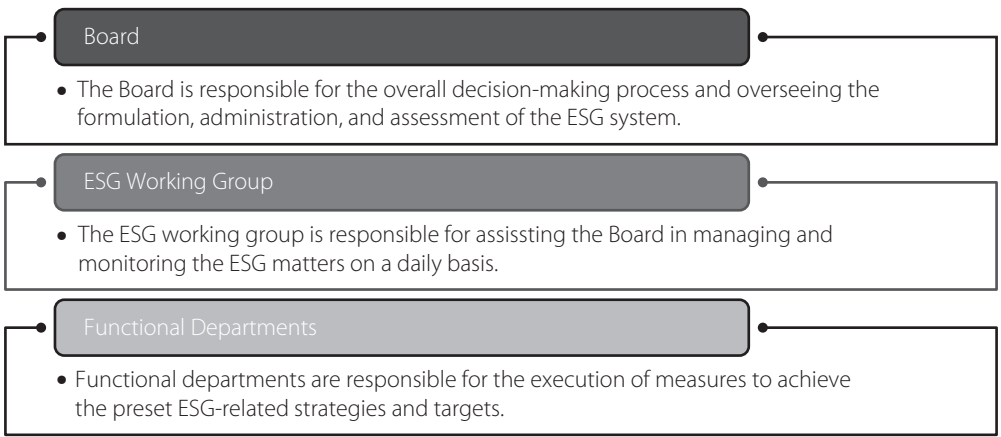 Board
• The Board is responsible for the overall decision-making process and overseeing the
formulation, administration, and assessment of the ESG system.
ESG Working Group
• The ESG working group is responsible for assissting the Board in managing and
monitoring the ESG matters on a daily basis.
Functional Departments
• Functional departments are responsible for the execution of measures to achieve
the preset ESG-related strategies and targets.